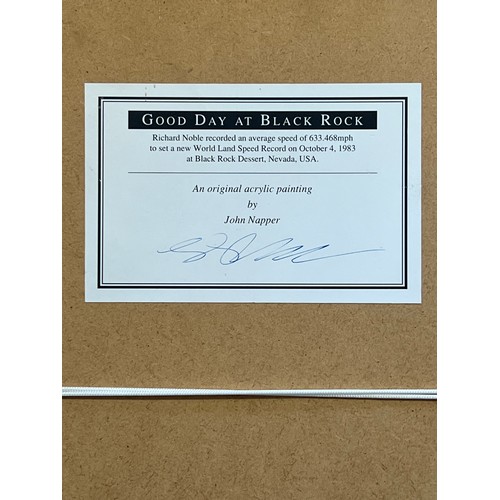 GOOD DAY AT BLACK ROCK
Richard Noble recorded an average speed of 633.468mph
to set a new World Land Speed Record on October 4, 1983
at Black Rock Dessert, Nevada, USA.
An original acrylic painting
by
John Napper